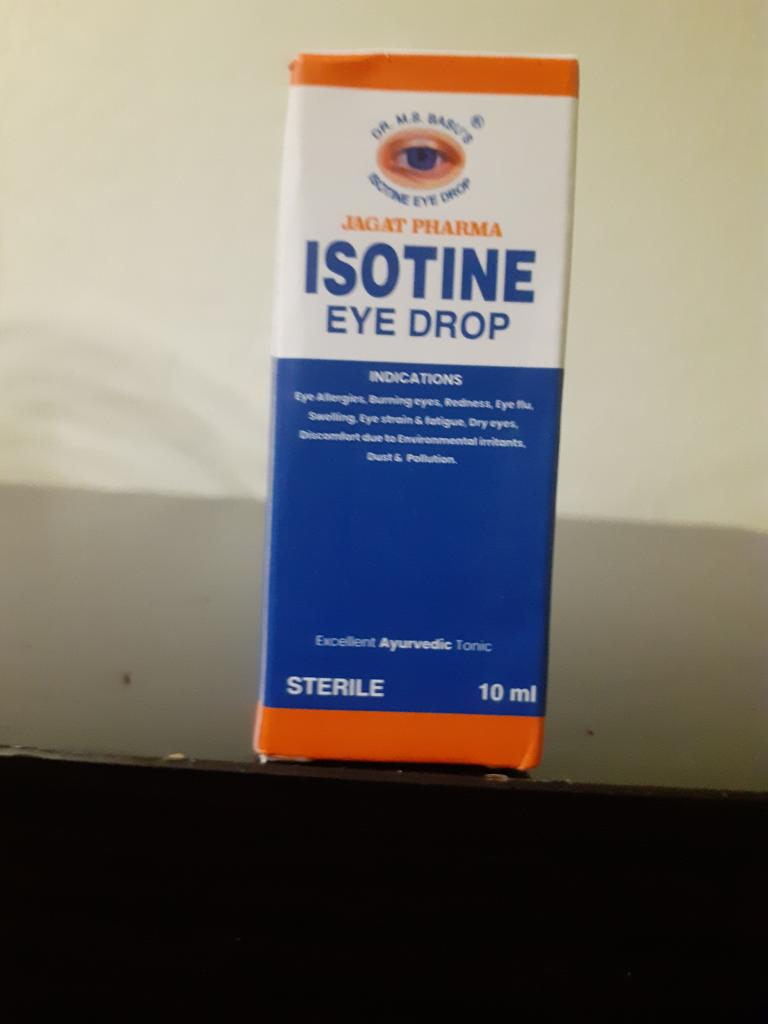 DR. M.S. BASU'S ®
ISOTINE EYE DROP
JAGAT PHARMA
ISOTINE
EYE DROP
INDICATIONS
Eye Allergies, Burning eyes, Redness, Eye flu,
Swelling, Eye strain & fatigue, Dry eyes,
Discomfort due to Environmental irritants,
Dust & Pollution.
Excellent Ayurvedic Tonic
STERILE 10 ml